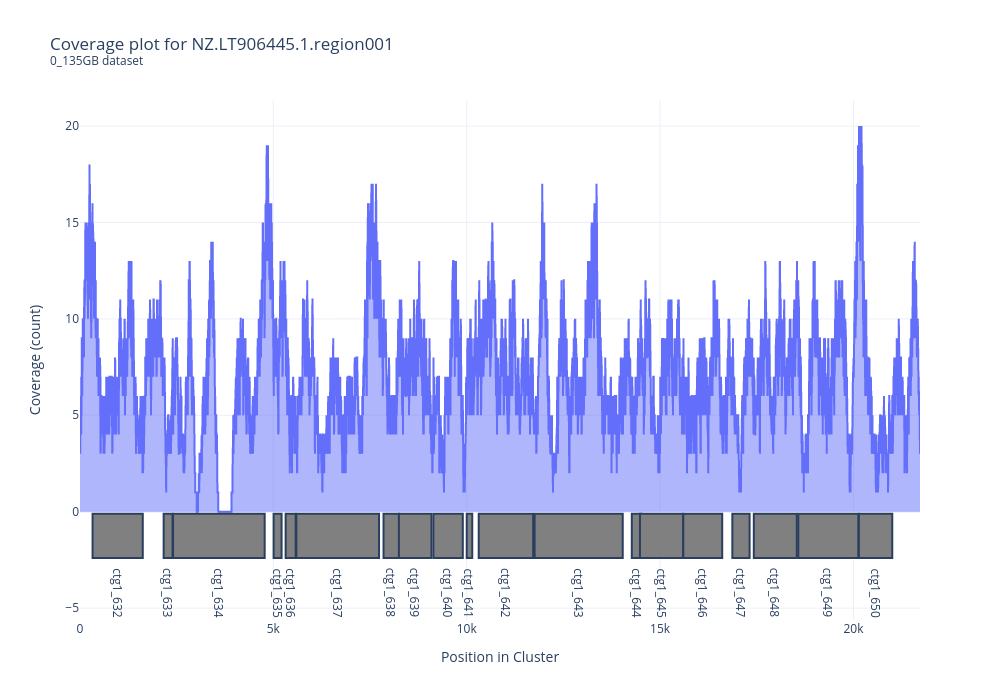 Coverage plot for NZ.LT906445.1.region001
0_135GB dataset
20
15
10
5
0
−5
Coverage (count)
ctg1_632
ctg1_633
ctg1_634
ctg1_635
ctg1_636
ctg1_637
ctg1_638
ctg1_639
ctg1_640
ctg1_641
ctg1_642
ctg1_643
ctg1_644
ctg1_645
ctg1_646
ctg1_647
ctg1_648
ctg1_649
ctg1_650
0
5k
10k
15k
20k
Position in Cluster